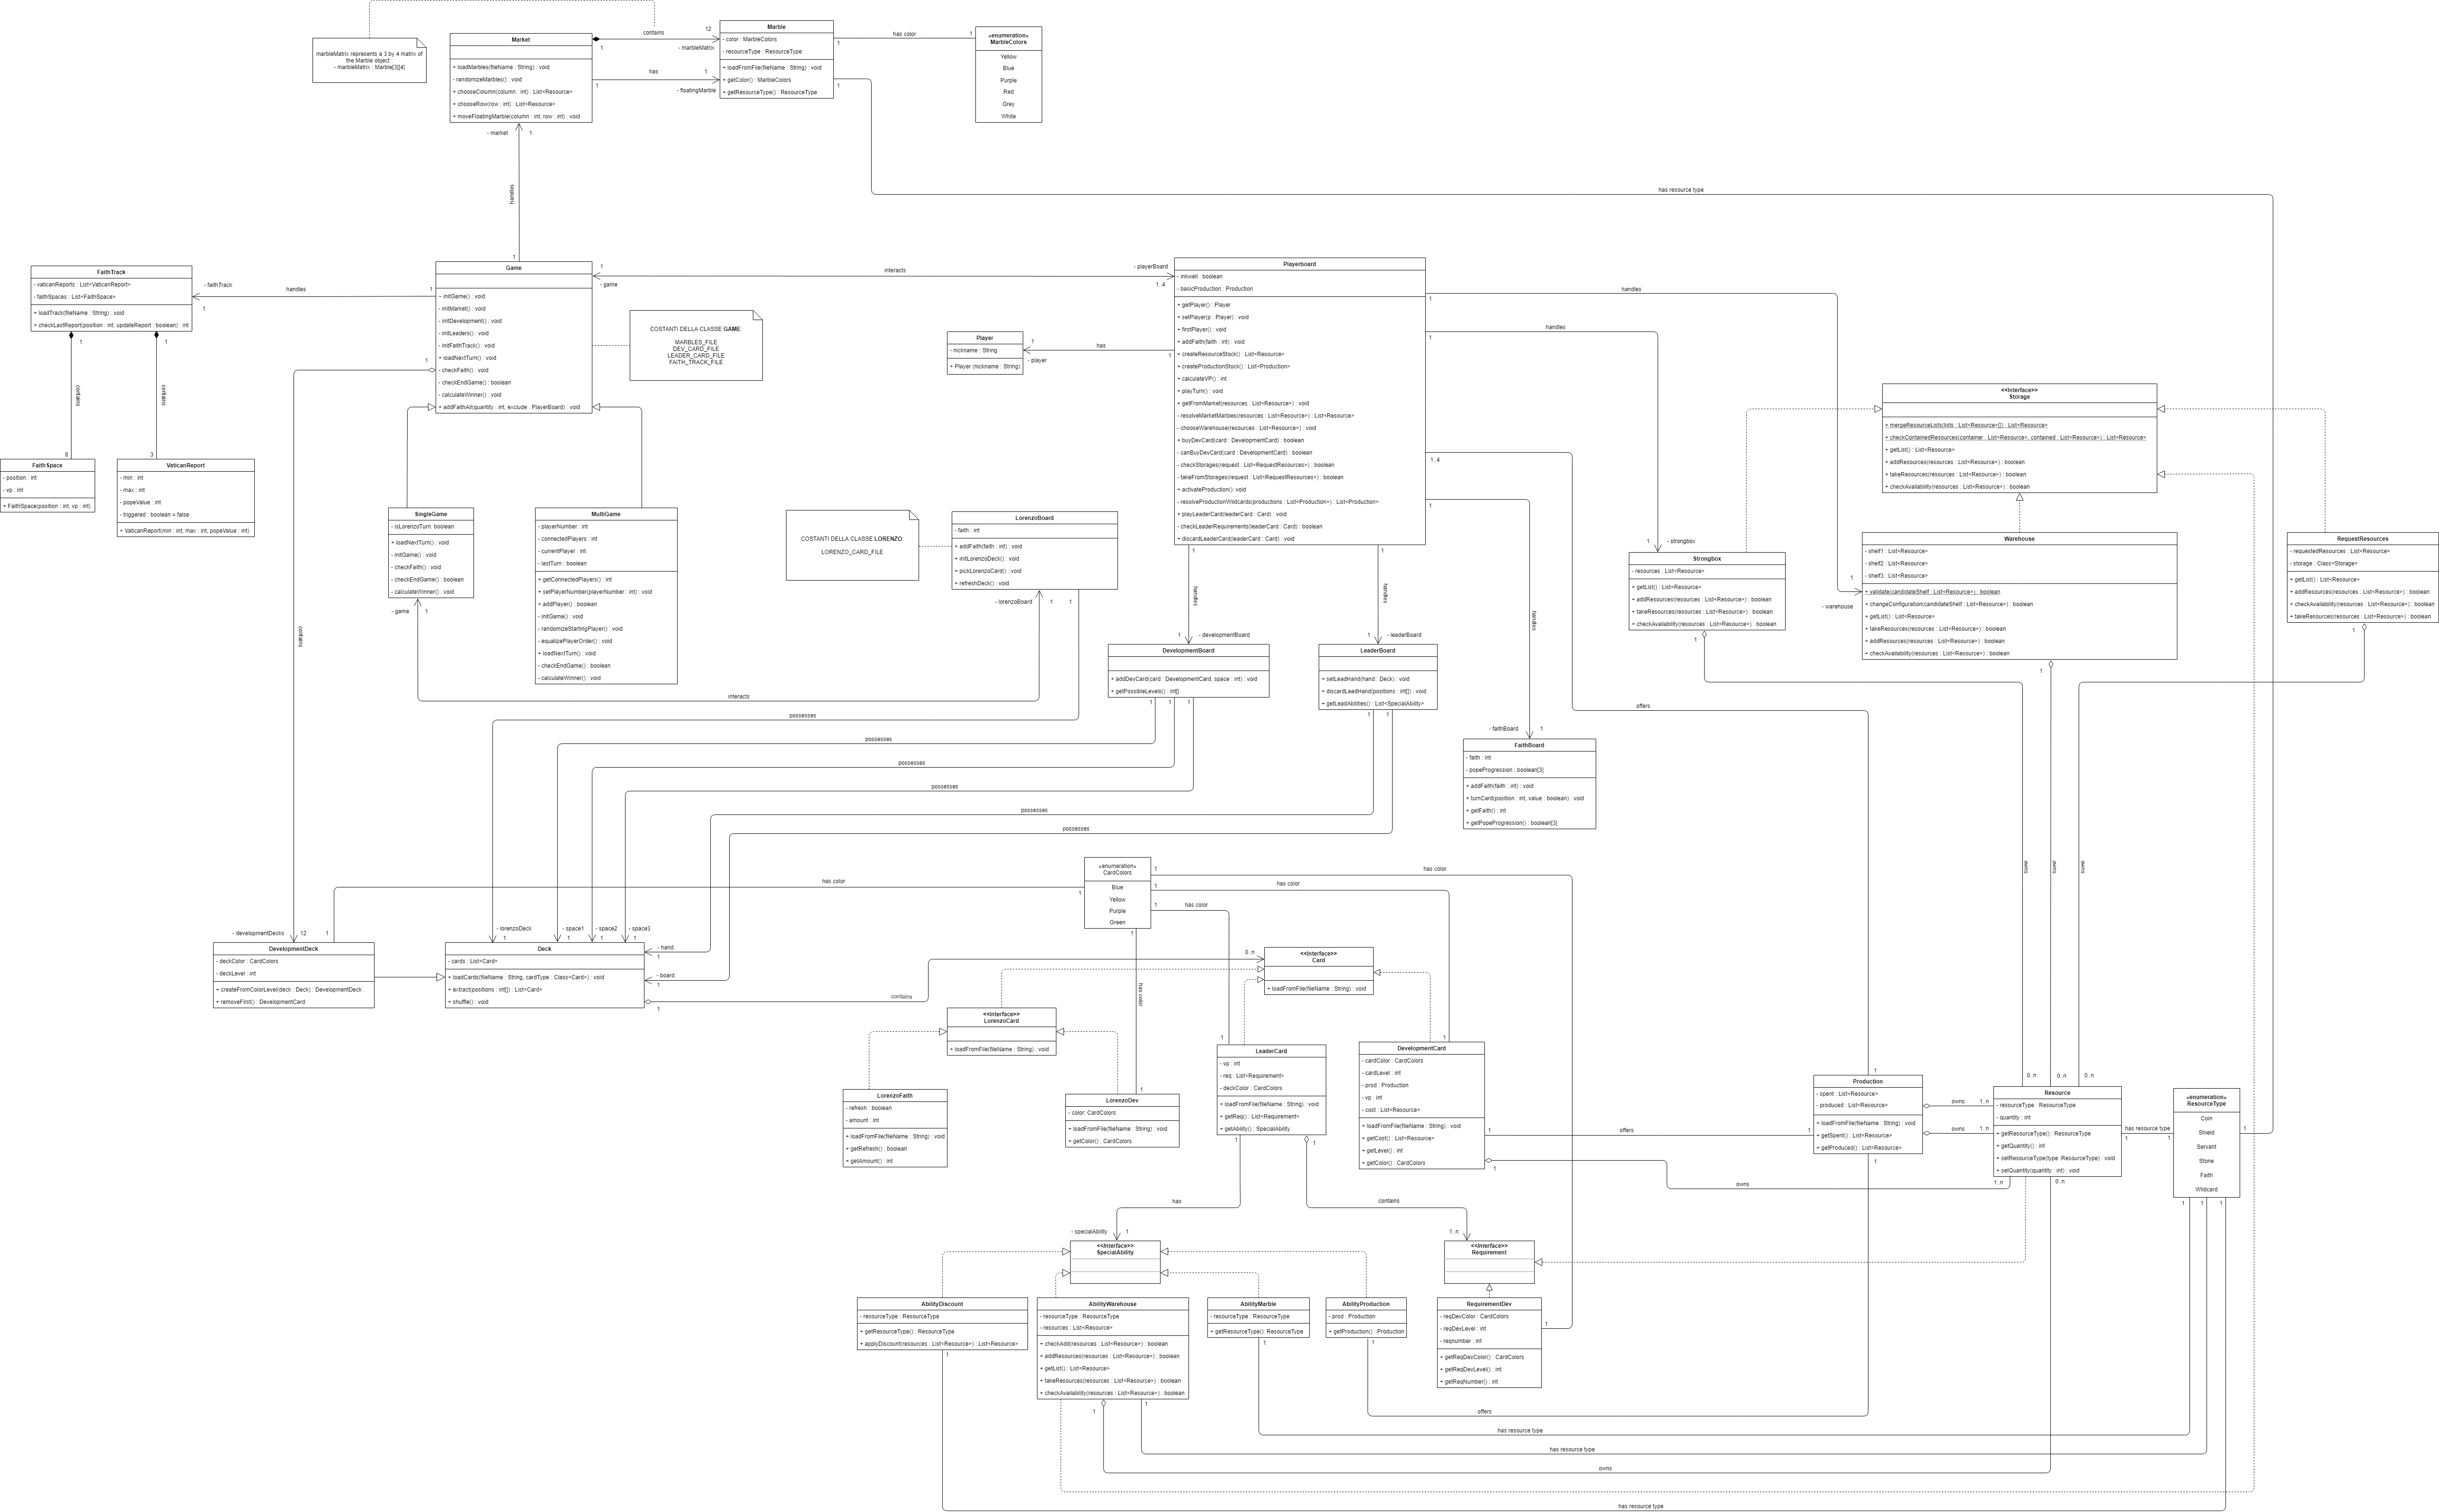 marbleMatrix represents a 3 by 4 matrix of
the Marble object :
- marbleMatrix : Marble[3][4]
Market
+ loadMarbles(fileName : String) : void
- randomizeMarbles() : void
+ chooseColumn(column : int) : List<Resource>
+ chooseRow(row : int) : List<Resource>
+ moveFloatingMarble(column : int, row : int) : void
contains
1
12
- marbleMatrix
has
1
1
- floatingMarble
Marble
- color : MarbleColors
- resourceType : ResourceType
+ loadFromFile(fileName : String) : void
+ getColor() : MarbleColors
+ getResourceType() : ResourceType
has color
1
1
1
«enumeration»
MarbleColors
Yellow
Blue
Purple
Red
Grey
White
has resource type
- market
1
handles
1
FaithTrack
- vaticanReports : List<VaticanReport>
- faithSpaces : List<FaithSpace>
+ loadTrack(fileName : String) : void
+ checkLastReport(position : int, updateReport : boolean) : int
- faithTrack
1
handles
1
1
1
contains
contains
8
3
FaithSpace
- position : int
- vp : int
+ FaithSpace(position : int, vp : int)
VaticanReport
- min : int
- max : int
- popeValue : int
- triggered : boolean = false
+ VaticanReport(min : int, max : int, popeValue : int)
Game
~ initGame() : void
- initMarket() : void
- initDevelopment() : void
- initLeaders() : void
- initFaithTrack() : void
+ loadNextTurn() : void
- checkFaith() : void
- checkEndGame() : boolean
- calculateWinner() : void
+ addFaithAll(quantity : int, exclude : PlayerBoard) : void
1
contains
1
- game
interacts
- playerBoard
1..4
COSTANTI DELLA CLASSE GAME:
MARBLES_FILE
DEV_CARD_FILE
LEADER_CARD_FILE
FAITH_TRACK_FILE
Player
- nickname : String
+ Player (nickname : String)
1
- player
has
1
Playerboard
- inkwell : boolean
- basicProduction : Production
+ getPlayer() : Player
+ setPlayer(p : Player) : void
+ firstPlayer() : void
+ addFaith(faith : int) : void
+ createResourceStock() : List<Resource>
+ createProductionStock() : List<Production>
+ calculateVP() : int
+ playTurn() : void
+ getFromMarket(resources : List<Resource>) : void
- resolveMarketMarbles(resources : List<Resource>) : List<Resource>
- chooseWarehouse(resources : List<Resource>) : void
+ buyDevCard(card : DevelopmentCard) : boolean
- canBuyDevCard(card : DevelopmentCard) : boolean
- checkStorages(request : List<RequestResources>) : boolean
- takeFromStorages(request : List<RequestResources>) : boolean
+ activateProduction(): void
- resolveProductionWildcards(productions : List<Production>) : List<Production>
+ playLeaderCard(leaderCard : Card) : void
- checkLeaderRequirements(leaderCard : Card) : boolean
+ discardLeaderCard(leaderCard : Card) : void
handles
1
handles
1
1..4
1
1
1
handles
handles
handles
<<Interface>>
Storage
+ mergeResourceLists(lists : List<Resource>[]) : List<Resource>
+ checkContainedResources(container : List<Resource>, contained : List<Resource>) : List<Resource>
+ getList() : List<Resource>
+ addResources(resources : List<Resource>) : boolean
+ takeResources(resources : List<Resource>) : boolean
+ checkAvailability(resources : List<Resource>) : boolean
SingleGame
- isLorenzoTurn: boolean
+ loadNextTurn() : void
- initGame() : void
- checkFaith() : void
- checkEndGame() : boolean
- calculateWinner() : void
- game
1
MultiGame
- playerNumber : int
- connectedPlayers : int
- currentPlayer : int
- lastTurn : boolean
+ getConnectedPlayers() : int
+ setPlayerNumber(playerNumber : int) : void
+ addPlayer() : boolean
- initGame() : void
- randomizeStartingPlayer() : void
- equalizePlayerOrder() : void
+ loadNextTurn() : void
- checkEndGame() : boolean
- calculateWinner() : void
COSTANTI DELLA CLASSE LORENZO:
LORENZO_CARD_FILE
LorenzoBoard
- faith : int
+ addFaith(faith : int) : void
+ initLorenzoDeck() : void
+ pickLorenzoCard() : void
+ refreshDeck() : void
- lorenzoBoard
1
1
interacts
- strongbox
1
Strongbox
- resources : List<Resource>
+ getList() : List<Resource>
+ addResources(resources : List<Resource>) : boolean
+ takeResources(resources : List<Resource>) : boolean
+ checkAvailability(resources : List<Resource>) : boolean
1
1
- warehouse
Warehouse
- shelf1 : List<Resource>
- shelf2 : List<Resource>
- shelf3 : List<Resource>
+ validate(candidateShelf : List<Resource>) : boolean
+ changeConfiguration(candidateShelf : List<Resource>) : boolean
+ getList() : List<Resource>
+ takeResources(resources : List<Resource>) : boolean
+ addResources(resources : List<Resource>) : boolean
+ checkAvailability(resources : List<Resource>) : boolean
1
RequestResources
- requestedResources : List<Resource>
- storage : Class<Storage>
+ getList() : List<Resource>
+ addResources(resources : List<Resource>) : boolean
+ checkAvailability(resources : List<Resource>) : boolean
+ takeResources(resources : List<Resource>) : boolean
1
1
- developmentBoard
DevelopmentBoard
+ addDevCard(card : DevelopmentCard, space : int) : void
+ getPossibleLevels() : int[]
1
1
1
1
- leaderBoard
LeaderBoard
+ setLeadHand(hand : Deck) : void
+ discardLeadHand(positions : int[]) : void
+ getLeadAbilities() : List<SpecialAbility>
1
1
offers
possesses
possesses
possesses
possesses
possesses
possesses
- faithBoard
1
FaithBoard
- faith : int
- popeProgression : boolean[3]
+ addFaith(faith : int) : void
+ turnCard(position : int, value : boolean) : void
+ getFaith() : int
+ getPopeProgression() : boolean[3]
owns
owns
owns
«enumeration»
CardColors
Blue
Yellow
Purple
Green
1
1
1
1
1
has color
has color
has color
has color
has color
- developmentDecks
12
1
DevelopmentDeck
- deckColor : CardColors
- deckLevel : int
+ createFromColorLevel(deck : Deck) : DevelopmentDeck
+ removeFirst() : DevelopmentCard
- lorenzoDeck
1
- space1
1
- space2
1
- space3
1
Deck
- cards : List<Card>
+ loadCards(fileName : String, cardType : Class<Card>) : void
+ extract(positions : int[]) : List<Card>
+ shuffle() : void
- hand
1
- board
1
1
contains
0..n
<<Interface>>
Card
+ loadFromFile(fileName : String) : void
<<Interface>>
LorenzoCard
+ loadFromFile(fileName : String) : void
LorenzoFaith
- refresh : boolean
- amount : int
+ loadFromFile(fileName : String) : void
+ getRefresh() : boolean
+ getAmount() : int
1
LorenzoDev
- color: CardColors
+ loadFromFile(fileName : String) : void
+ getColor() : CardColors
1
LeaderCard
- vp : int
- req : List<Requirement>
- deckColor : CardColors
+ loadFromFile(fileName : String) : void
+ getReq() : List<Requirement>
+ getAbility() : SpecialAbility
1
1
1
DevelopmentCard
- cardColor : CardColors
- cardLevel : int
- prod : Production
- vp : int
- cost : List<Resource>
+ loadFromFile(fileName : String) : void
+ getCost() : List<Resource>
+ getLevel() : int
+ getColor() : CardColors
1
1
offers
1
owns
1..n
1
Production
- spent : List<Resource>
- produced : List<Resource>
+ loadFromFile(fileName : String) : void
+ getSpent() : List<Resource>
+ getProduced() : List<Resource>
1
owns
1..n
owns
1..n
0..n
0..n
0..n
Resource
- resourceType : ResourceType
- quantity : int
+ getResourceType() : ResourceType
+ getQuantity() : int
+ setResourceType(type :ResourceType) : void
+ setQuantity(quantity : int) : void
0..n
has resource type
1
1
«enumeration»
ResourceType
Coin
Shield
Servant
Stone
Faith
Wildcard
1
1
1
1
has
- specialAbility
1
contains
1..n
<<Interface>>
SpecialAbility
<<Interface>>
Requirement
AbilityDiscount
- resourceType : ResourceType
+ getResourceType() : ResourceType
+ applyDiscount(resources : List<Resource>) : List<Resource>
1
AbilityWarehouse
- resourceType : ResourceType
- resources : List<Resource>
+ checkAdd(resources : List<Resource>) : boolean
+ addResources(resources : List<Resource>) : boolean
+ getList() : List<Resource>
+ takeResources(resources : List<Resource>) : boolean
+ checkAvailability(resources : List<Resource>) : boolean
1
1
AbilityMarble
- resourceType : ResourceType
+ getResourceType(): ResourceType
1
AbilityProduction
- prod : Production
+ getProduction() : Production
1
RequirementDev
- reqDevColor : CardColors
- reqDevLevel : int
- reqnumber : int
+ getReqDevColor() : CardColors
+ getReqDevLevel() : int
+ getReqNumber() : int
1
offers
has resource type
has resource type
owns
has resource type